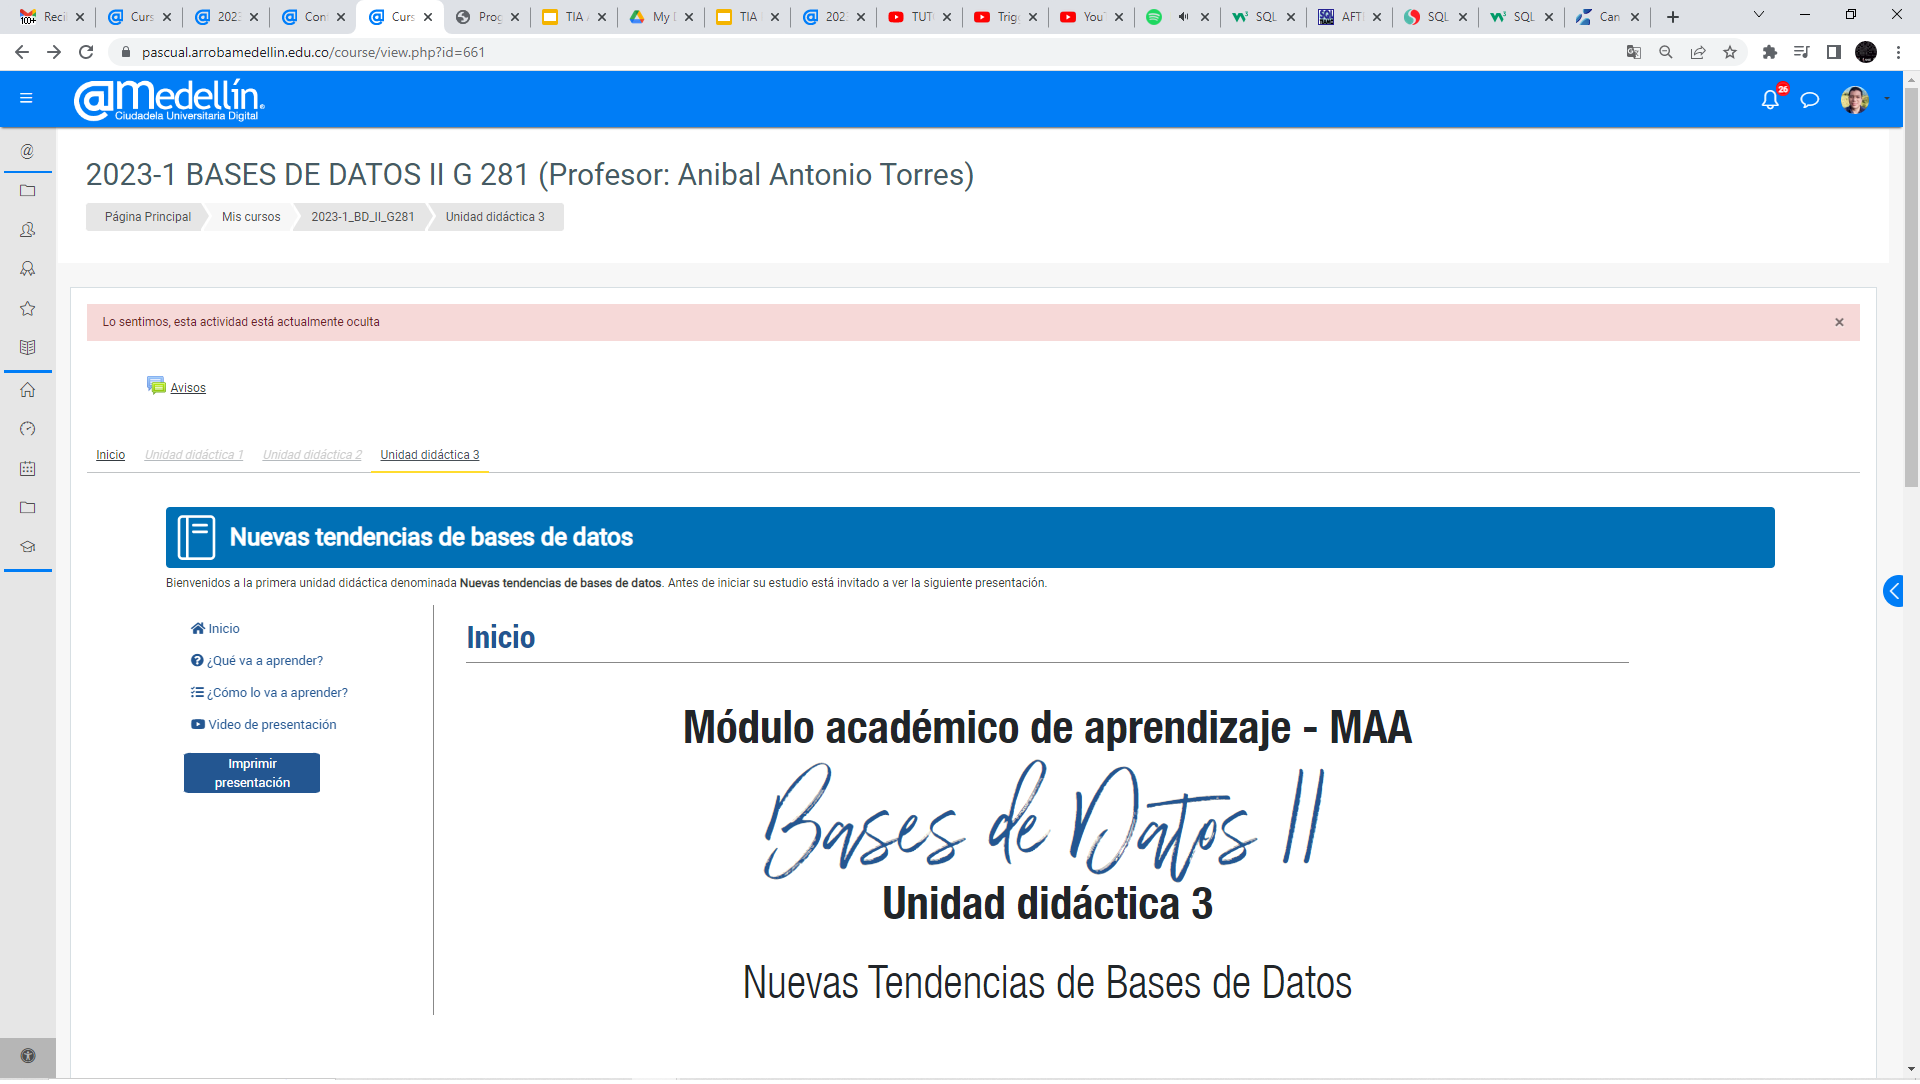 Reci
Curs
2023
Con
Curs
Prog
TIA
My D
TIA
202
TUT
Trig
You
SQL
AFT
SQL
SQL
Can
pascual.arrobamedellin.edu.co/course/view.php?id=661
@Medellín
Ciudadela Universitaria Digital
26
2023-1 BASES DE DATOS II G 281 (Profesor: Anibal Antonio Torres)
Página Principal
Mis cursos
2023-1_BD_II_G281
Unidad didáctica 3
Lo sentimos, esta actividad está actualmente oculta
Avisos
Inicio
Unidad didáctica 1
Unidad didáctica 2
Unidad didáctica 3
Nuevas tendencias de bases de datos
Bienvenidos a la primera unidad didáctica denominada Nuevas tendencias de bases de datos. Antes de iniciar su estudio está invitado a ver la siguiente presentación.
Inicio
¿Qué va a aprender?
¿Cómo lo va a aprender?
Video de presentación
Imprimir
presentación
Inicio
Módulo académico de aprendizaje - MAA
Bases de Datos II
Unidad didáctica 3
Nuevas Tendencias de Bases de Datos